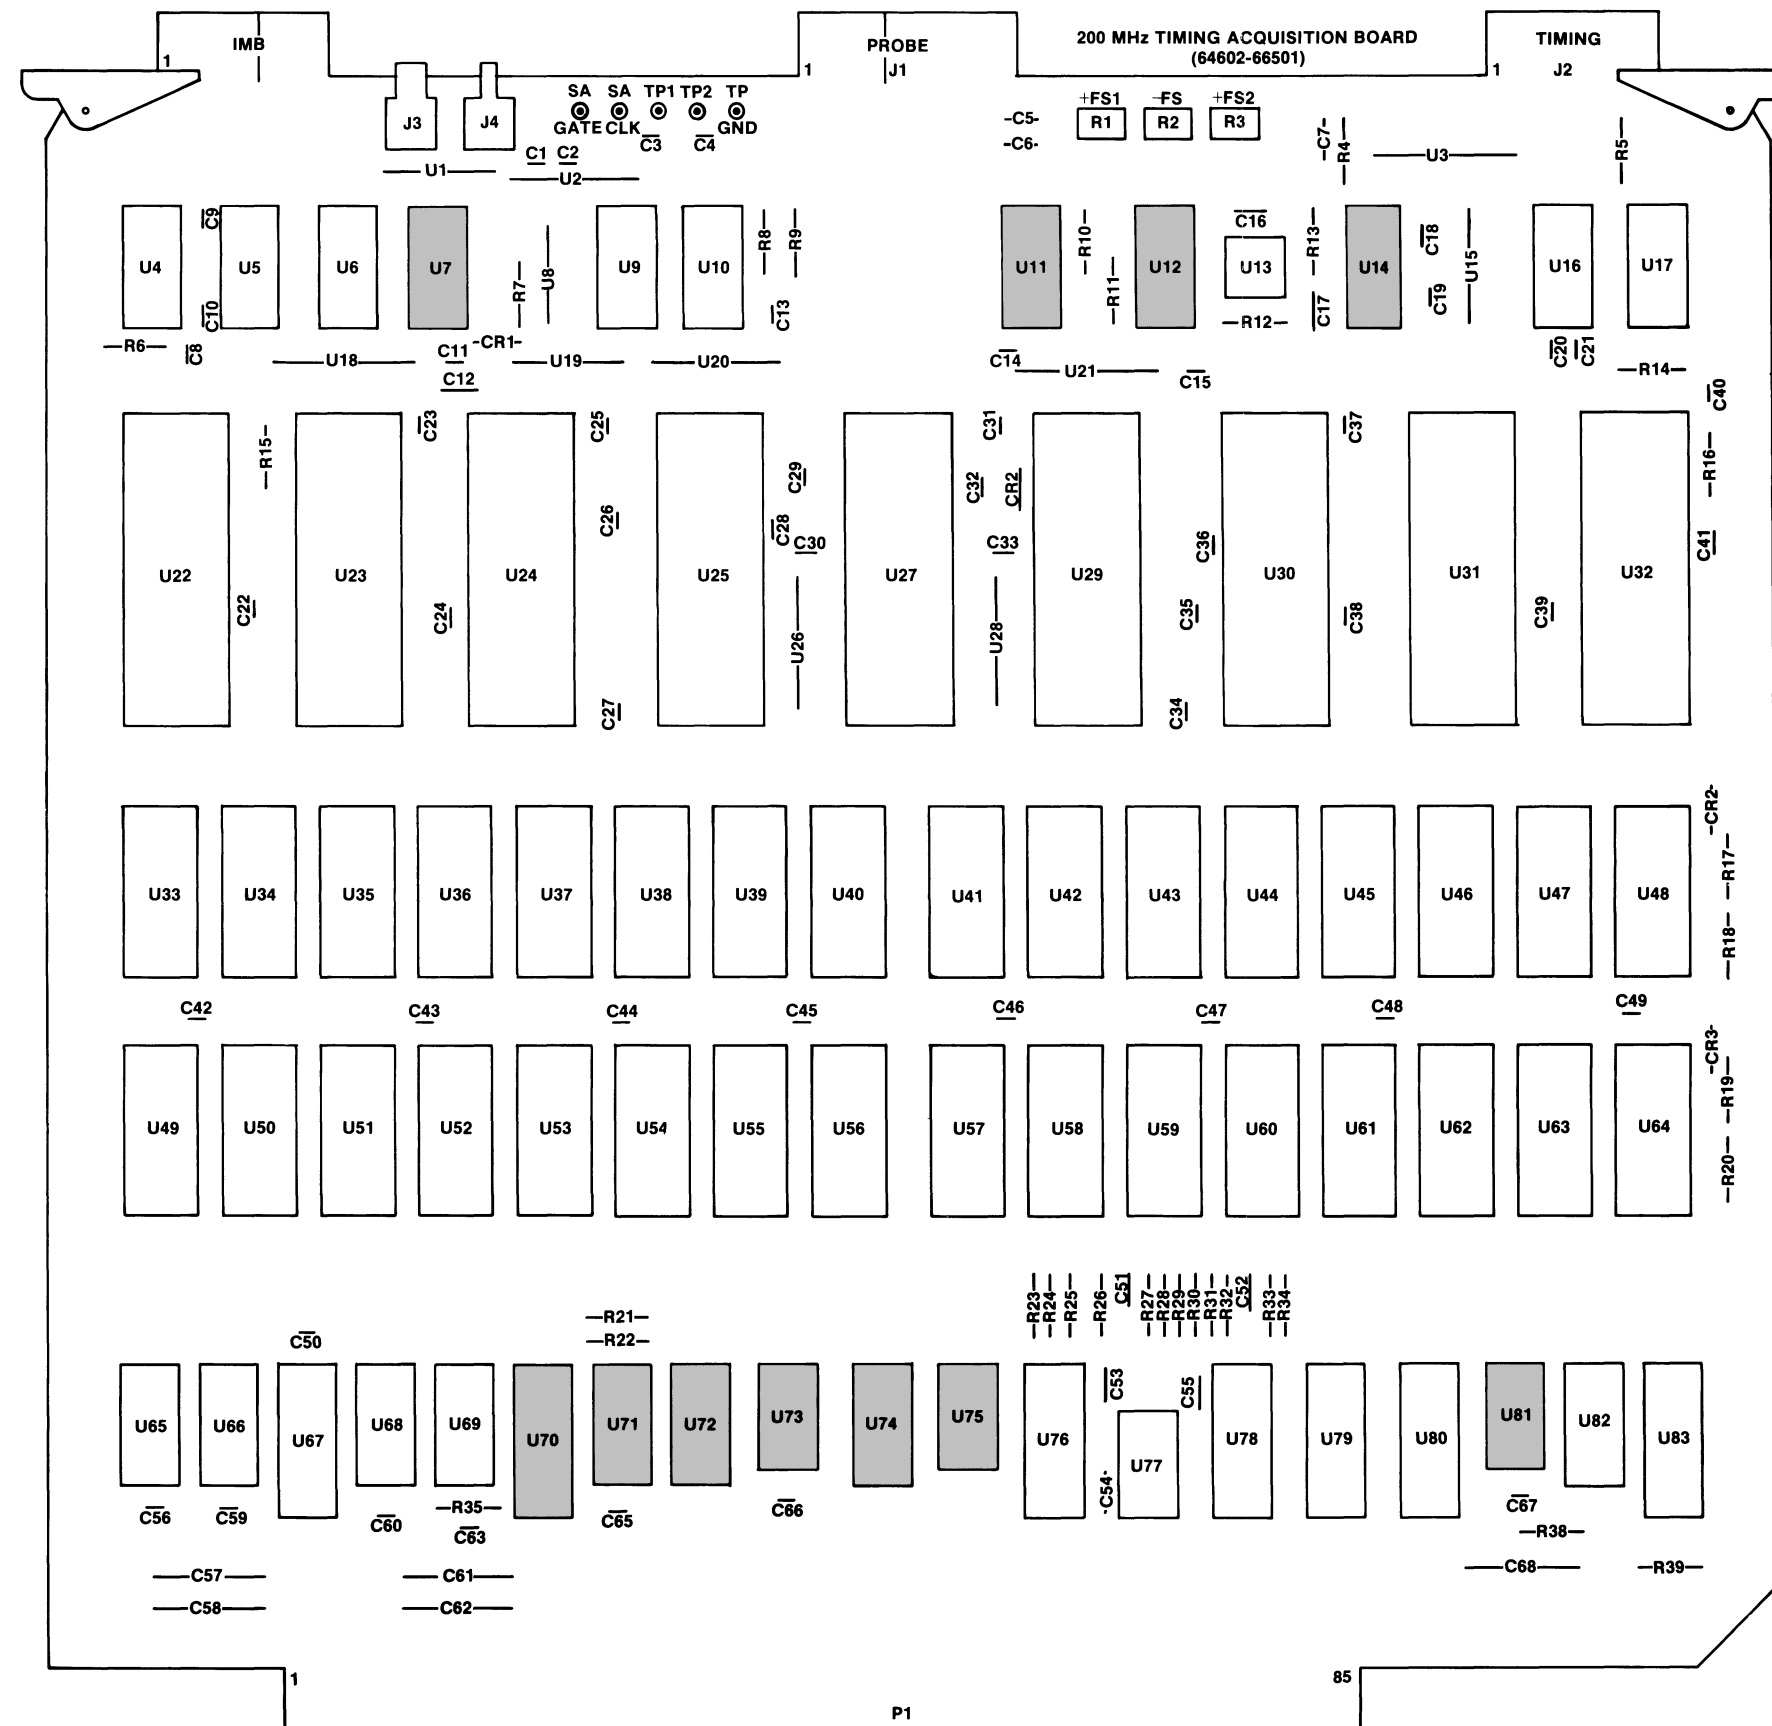 IMB
PROBE
200 MHz TIMING ACQUISITION BOARD
(64602-66501)
TIMING
1
1
J1
1
J2
SA SA TP1 TP2 TP
GATE CLK GND
J3 J4
C3 C4
C5
C6
+FS1 -FS +FS2
R1 R2 R3
C7
R4
U3
R5
C1 C2
U1
U2
U4 C9 U5 U6 U7 R7 U8 U9 U10 R8 R9
C10
C13
U11 R10 R11 U12 C16 U13 R12 R13 C17 U14 C18 C19 U15 U16 U17
R6 C8 U18 C11 CR1 U19 U20
C12
C14 U21 C15
C20 C21 R14
C40
U22 R15 C22 U23 C23 C24 U24 C25 C26 C27 U25 C28 C29 C30 U26
U27 C31 C32 CR2 C33 U28 U29 C34 C35 C36 U30 C37 C38 U31 C39 U32 R16 C41
CR2
U33 U34 U35 U36 U37 U38 U39 U40 U41 U42 U43 U44 U45 U46 U47 U48
R17
R18
C42 C43 C44 C45 C46 C47 C48 C49
CR3
R19
U49 U50 U51 U52 U53 U54 U55 U56 U57 U58 U59 U60 U61 U62 U63 U64
R20
R23 R24 R25 R26 C51 R27 R28 R29 R30 R31 R32 C52 R33 R34
R21
R22
C50
U65 U66 U67 U68 U69 U70 U71 U72 U73 U74 U75 U76 C53 U77 C55 U78 U79 U80 U81 U82 U83
C54
C56 C59 C60 R35 C63 C65 C66 C67
R38
C57 C61 C68 R39
C58 C62
1 85
P1